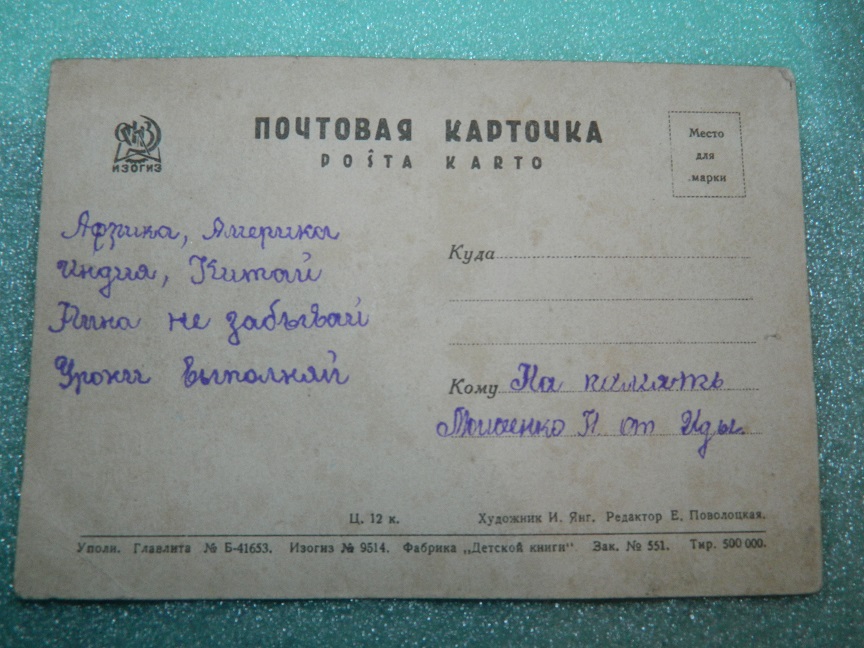 ИЗОГИЗ
ПОЧТОВАЯ КАРТОЧКА
POŜTA KARTO
Место
для
марки
Африка, Америка
Индия, Китай
Нина не забывай
Уроки выполняй
Куда
Кому На память
Н. от Иды.
Ц. 12 к. Художник И. Янг. Редактор Е. Поволоцкая.
Уполн. Главлита № Б-41653. Изогиз № 9514. Фабрика „Детской книги“ Зак. № 551. Тир. 500 000.